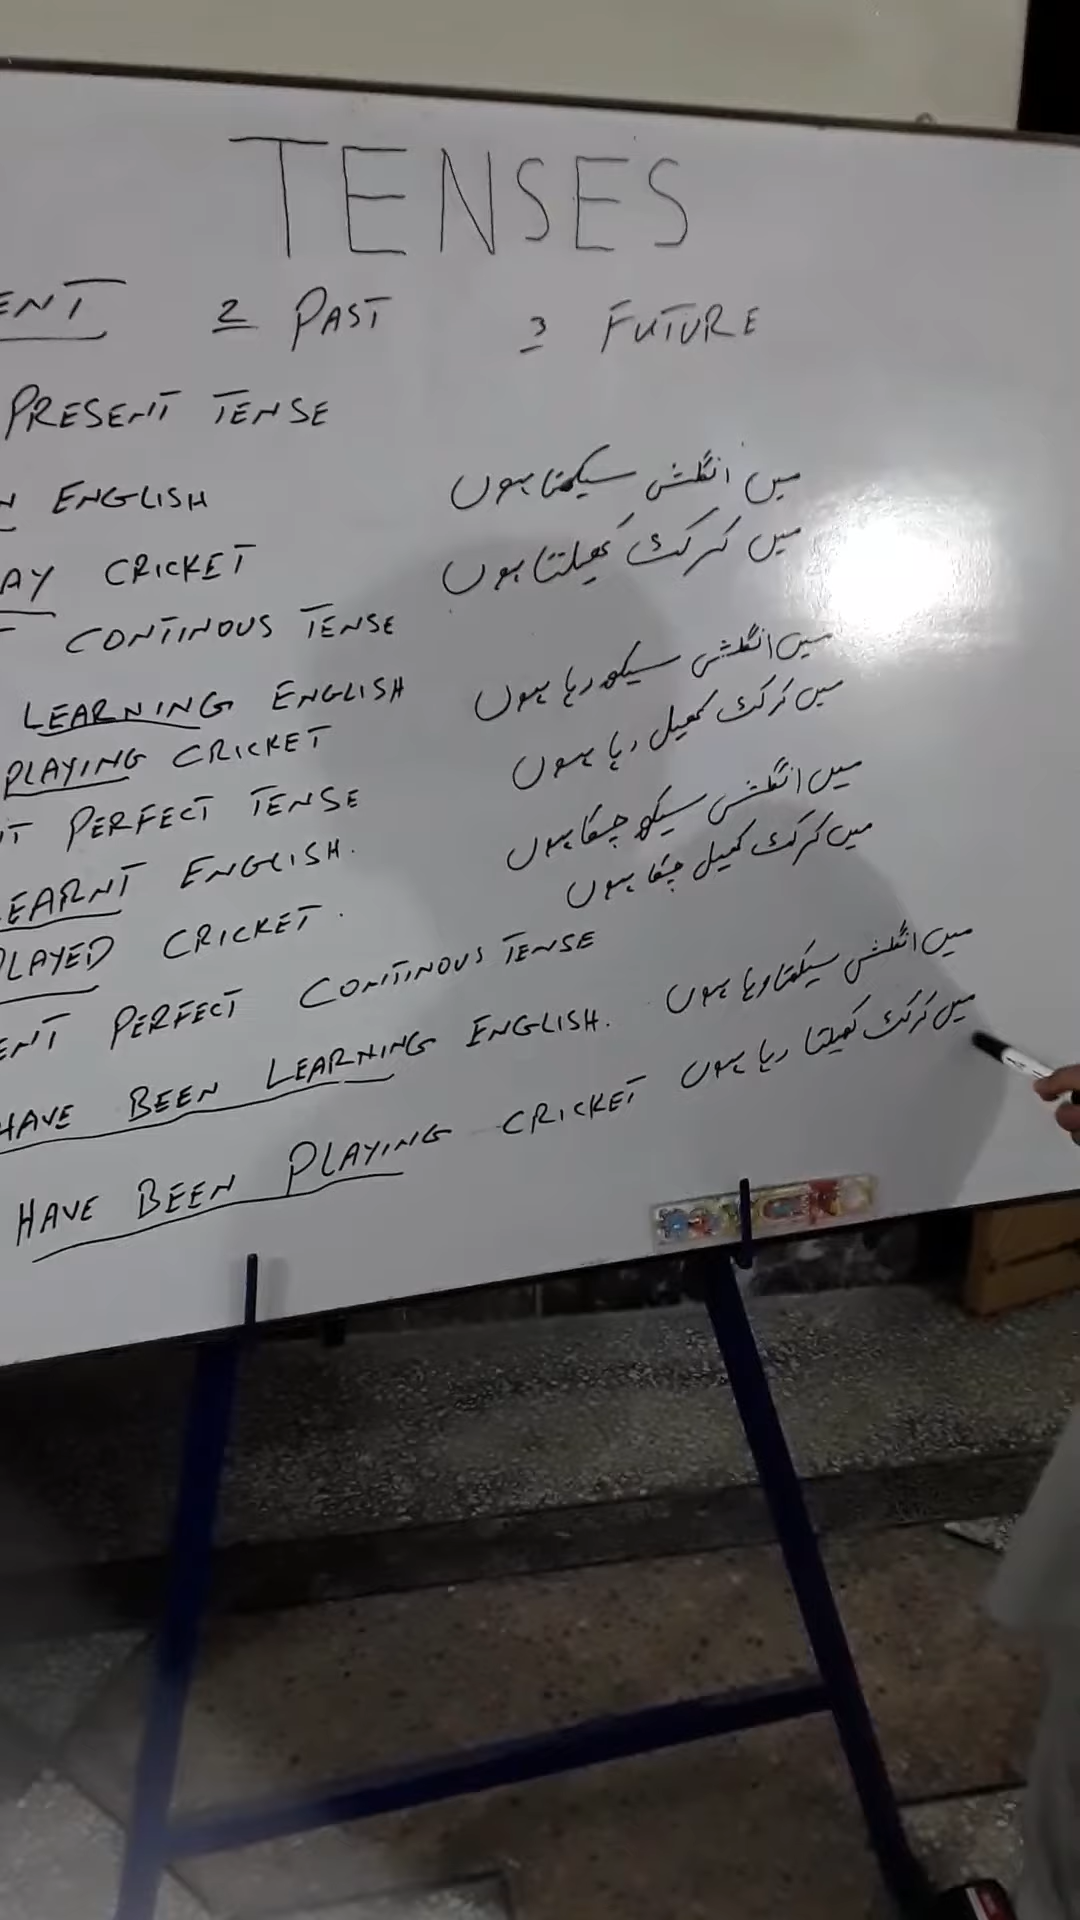 TENSES
ENT 2 PAST 3 FUTURE
PRESENT TENSE
N ENGLISH میں انگلش سیکھتا ہوں
AY CRICKET میں کرکٹ کھیلتا ہوں
T CONTINOUS TENSE
LEARNING ENGLISH میں انگلش سیکھ رہا ہوں
PLAYING CRICKET میں کرکٹ کھیل رہا ہوں
NT PERFECT TENSE
LEARNT ENGLISH. میں انگلش سیکھ چکا ہوں
PLAYED CRICKET. میں کرکٹ کھیل چکا ہوں
ENT PERFECT CONTINOUS TENSE
HAVE BEEN LEARNING ENGLISH. میں انگلش سیکھتا رہا ہوں
HAVE BEEN PLAYING CRICKET میں کرکٹ کھیلتا رہا ہوں